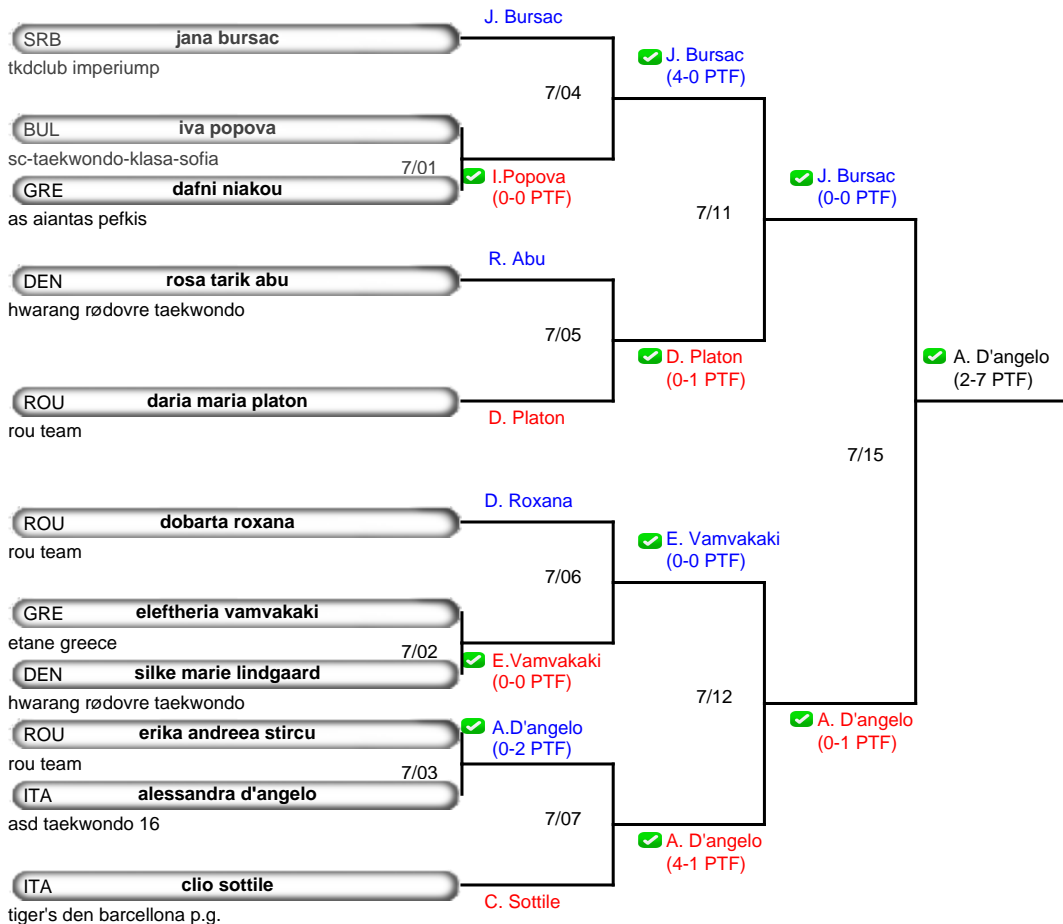 J. Bursac
SRB jana bursac
tkdclub imperiump
J. Bursac
(4-0 PTF)
7/04
BUL iva popova
sc-taekwondo-klasa-sofia
7/01
I.Popova
(0-0 PTF)
GRE dafni niakou
as aiantas pefkis
J. Bursac
(0-0 PTF)
7/11
R. Abu
DEN rosa tarik abu
hwarang rødovre taekwondo
7/05
D. Platon
(0-1 PTF)
ROU daria maria platon
rou team
D. Platon
A. D'angelo
(2-7 PTF)
7/15
D. Roxana
ROU dobarta roxana
rou team
E. Vamvakaki
(0-0 PTF)
7/06
GRE eleftheria vamvakaki
etane greece
7/02
E.Vamvakaki
(0-0 PTF)
DEN silke marie lindgaard
hwarang rødovre taekwondo
7/12
A. D'angelo
(0-1 PTF)
ROU erika andreea stircu
rou team
A.D'angelo
(0-2 PTF)
7/03
ITA alessandra d'angelo
asd taekwondo 16
7/07
A. D'angelo
(4-1 PTF)
ITA clio sottile
tiger's den barcellona p.g.
C. Sottile